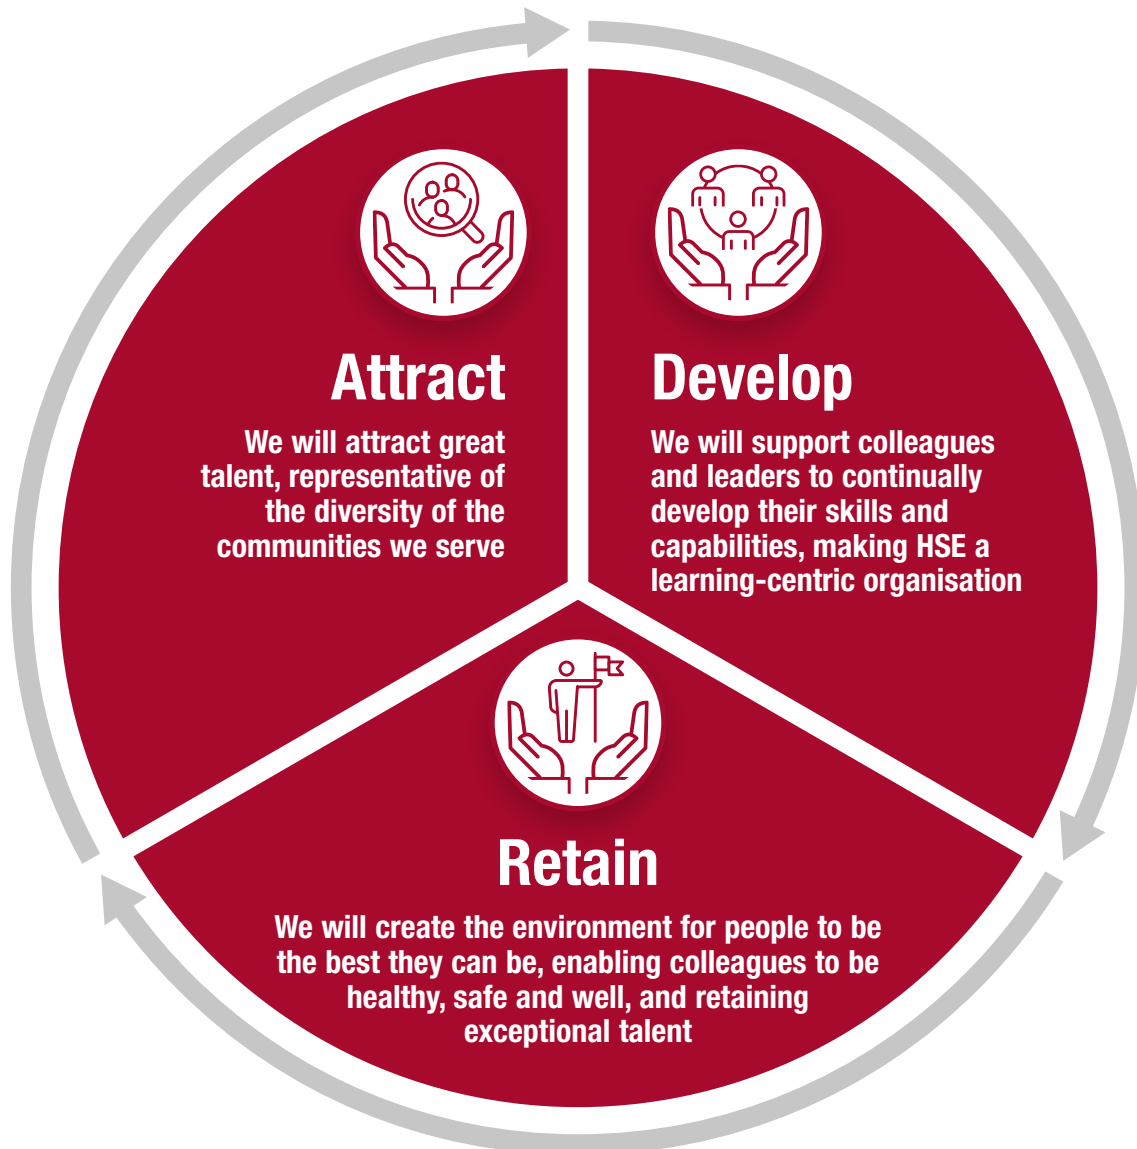 Attract
We will attract great
talent, representative of
the diversity of the
communities we serve
Develop
We will support colleagues
and leaders to continually
develop their skills and
capabilities, making HSE a
learning-centric organisation
Retain
We will create the environment for people to be
the best they can be, enabling colleagues to be
healthy, safe and well, and retaining
exceptional talent